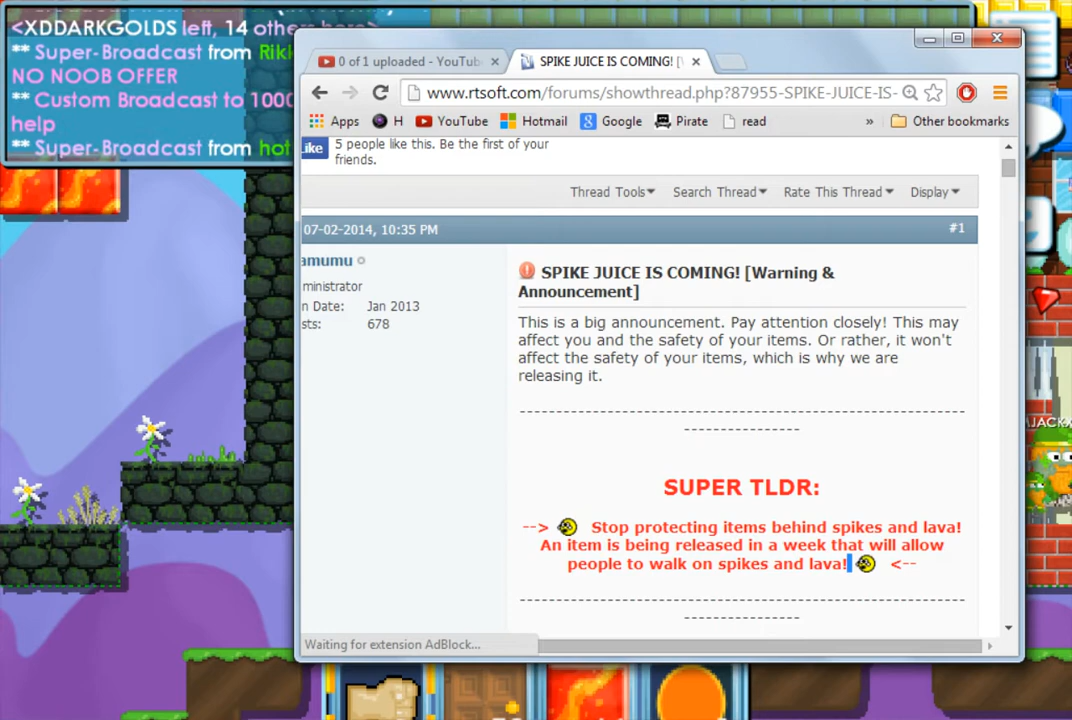 <XDDARKGOLDS left, 14 others here>
** Super-Broadcast from
NO NOOB OFFER
** Custom Broadcast to 1000
help
** Super-Broadcast from hot
0 of 1 uploaded - YouTub
SPIKE JUICE IS COMING! [
www.rtsoft.com/forums/showthread.php?87955-SPIKE-JUICE-IS-
Apps H YouTube Hotmail Google Pirate read » Other bookmarks
ike 5 people like this. Be the first of your
friends.
Thread Tools Search Thread Rate This Thread Display
07-02-2014, 10:35 PM #1
amumu
ministrator
n Date: Jan 2013
sts: 678
SPIKE JUICE IS COMING! [Warning &
Announcement]
This is a big announcement. Pay attention closely! This may
affect you and the safety of your items. Or rather, it won't
affect the safety of your items, which is why we are
releasing it.
SUPER TLDR:
--> Stop protecting items behind spikes and lava!
An item is being released in a week that will allow
people to walk on spikes and lava! <--
Waiting for extension AdBlock...
JACKX